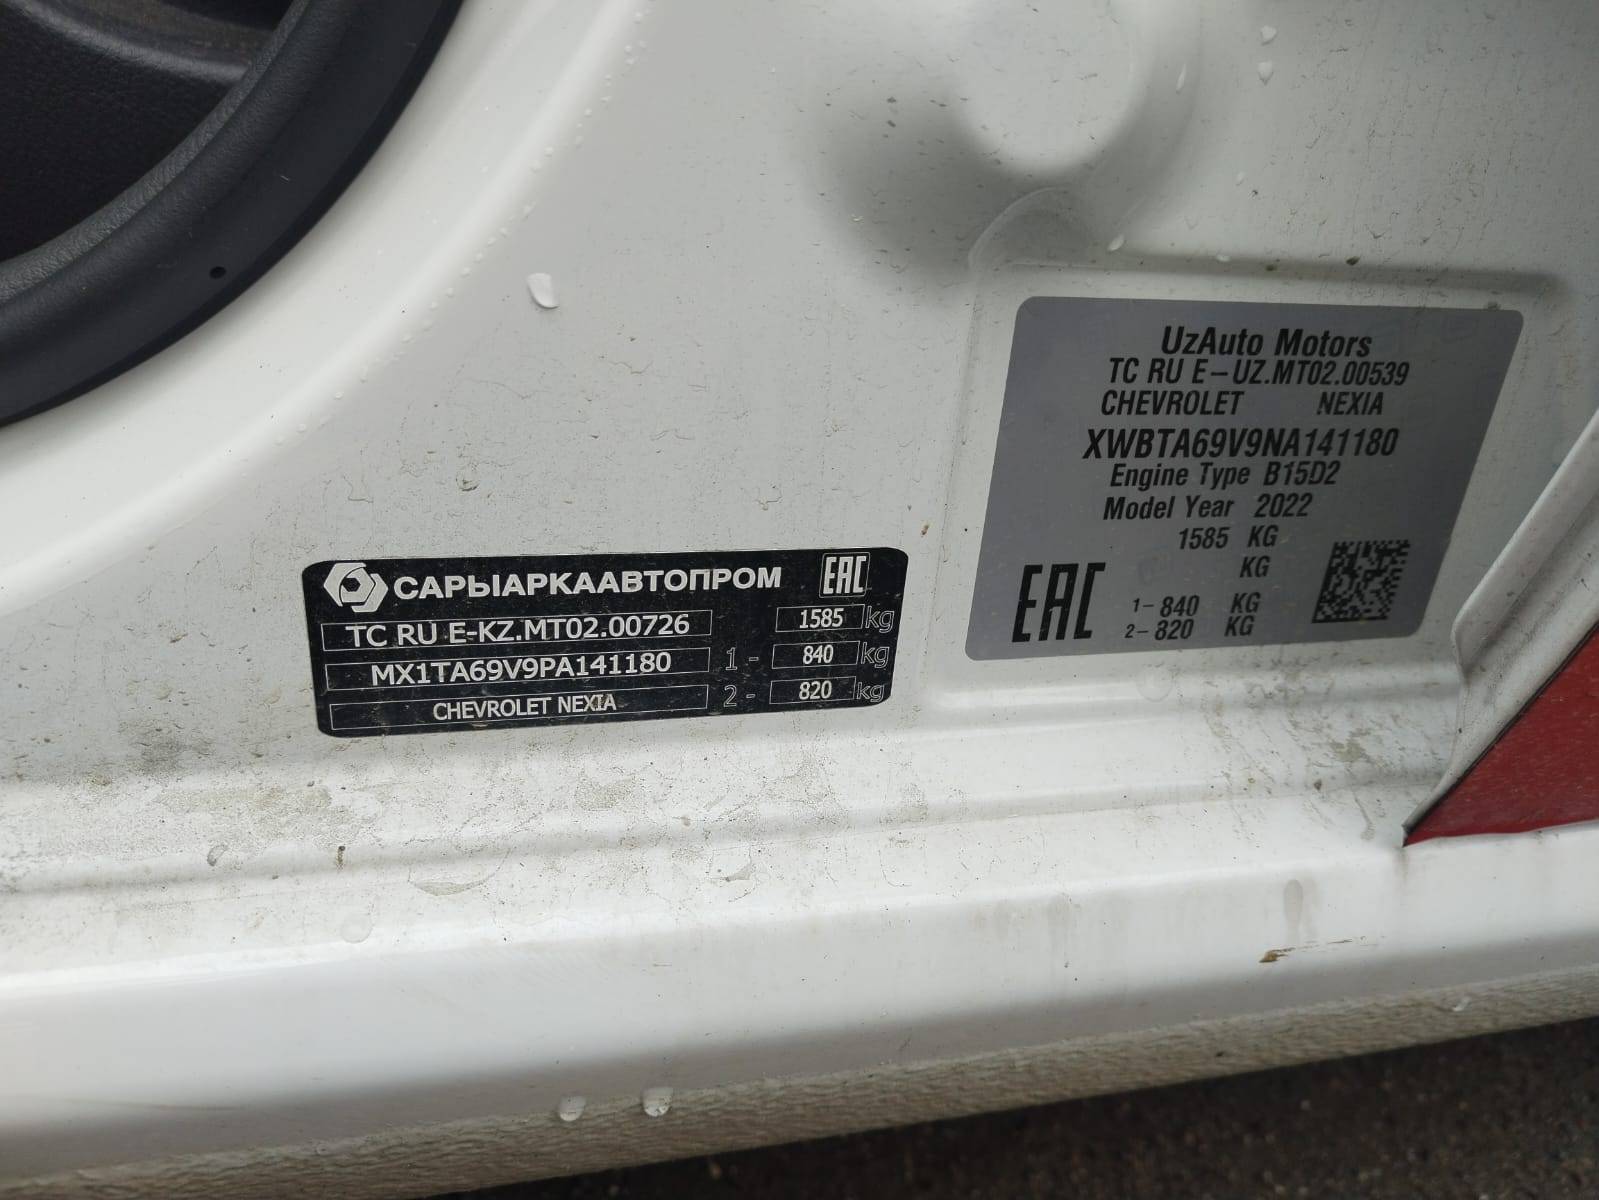 САРЫАРКААВТОПРОМ EAC
TC RU E-KZ.MT02.00726 1585 kg
MX1TA69V9PA141180 1 - 840 kg
CHEVROLET NEXIA 2 - 820 kg
UzAuto Motors
TC RU E-UZ.MT02.00539
CHEVROLET NEXIA
XWBTA69V9NA141180
Engine Type B15D2
Model Year 2022
1585 KG
KG
EAC 1-840 KG
2-820 KG